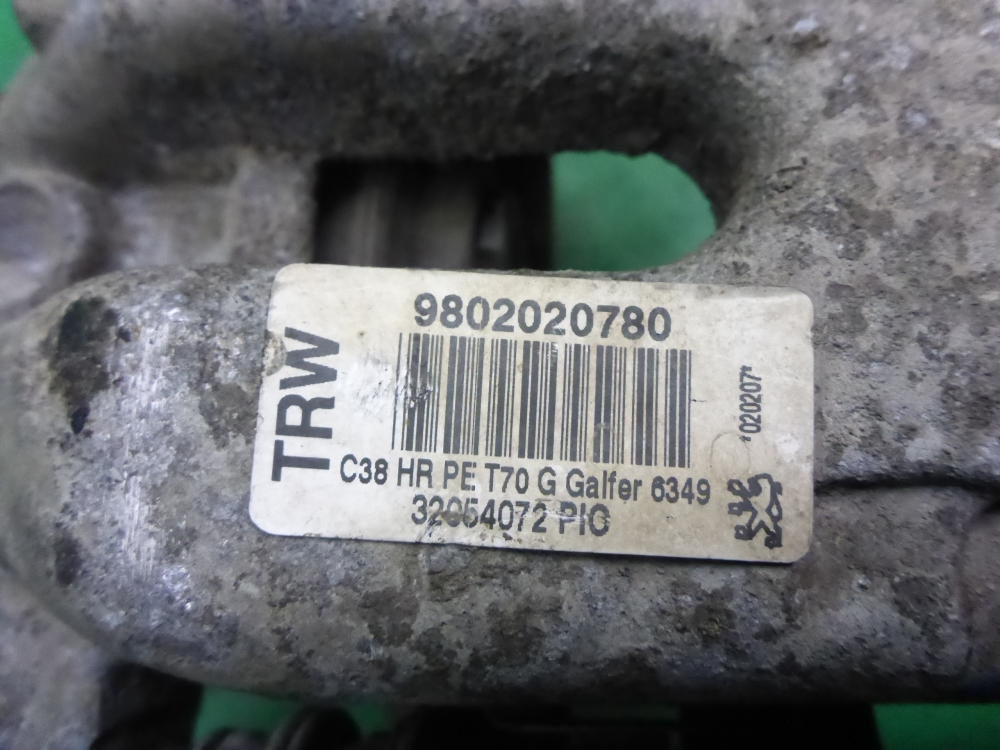 9802020780
TRW
*020207*
C38 HR PE T70 G Galfer 6349
32054072 PIO